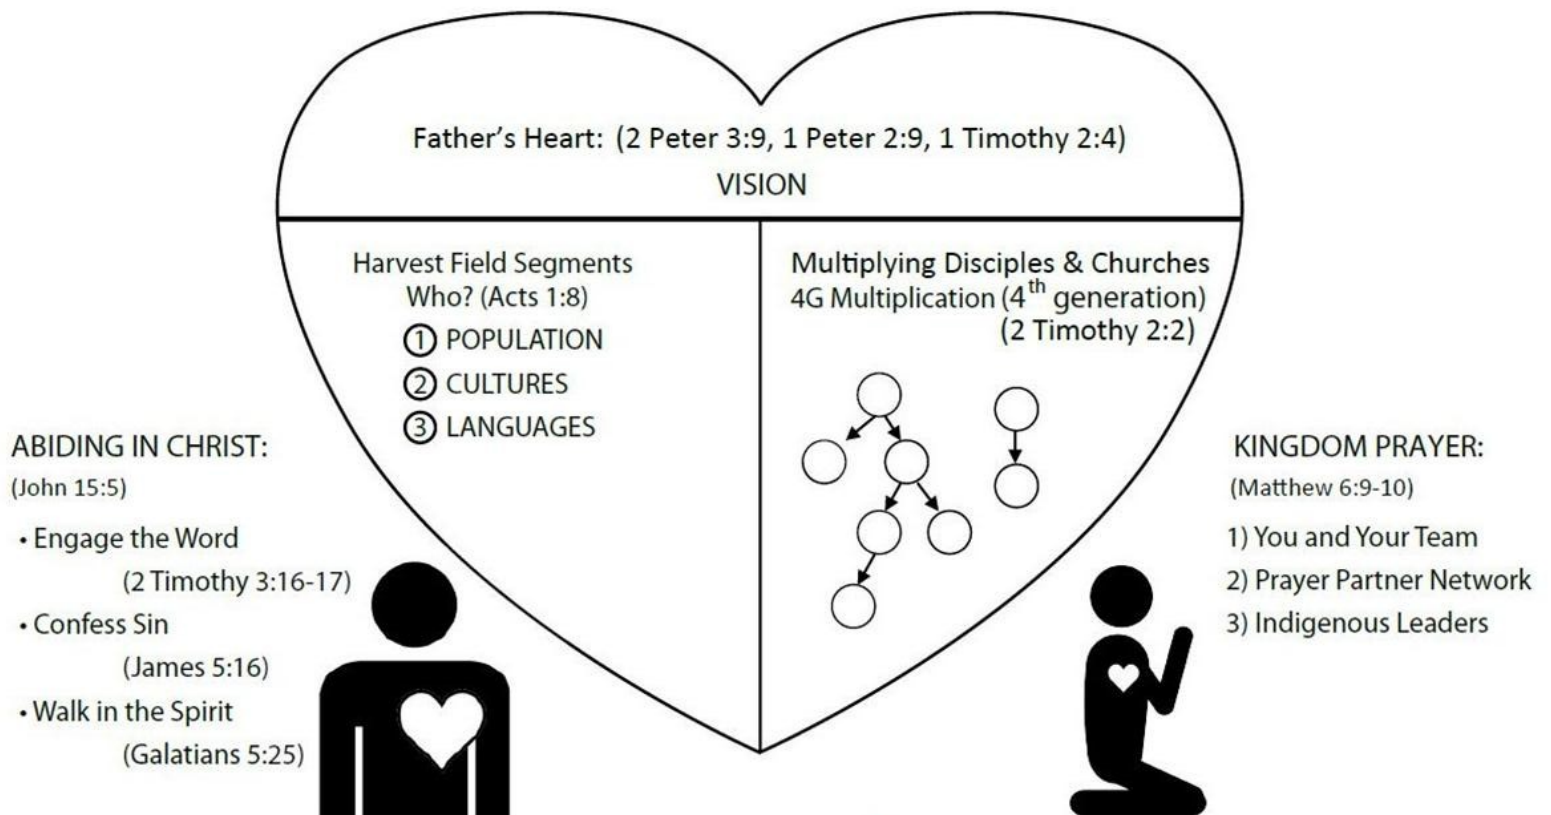 Father's Heart: (2 Peter 3:9, 1 Peter 2:9, 1 Timothy 2:4)
VISION
Harvest Field Segments
Who? (Acts 1:8)
1 POPULATION
2 CULTURES
3 LANGUAGES
Multiplying Disciples & Churches
4G Multiplication (4th generation)
(2 Timothy 2:2)
ABIDING IN CHRIST:
(John 15:5)
• Engage the Word
(2 Timothy 3:16-17)
• Confess Sin
(James 5:16)
• Walk in the Spirit
(Galatians 5:25)
KINGDOM PRAYER:
(Matthew 6:9-10)
1) You and Your Team
2) Prayer Partner Network
3) Indigenous Leaders